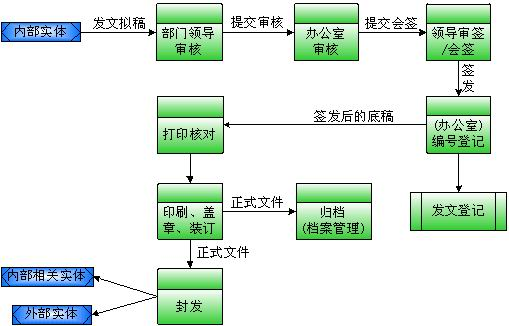 内部实体
发文拟稿
部门领导
审核
提交审核
办公室
审核
提交会签
领导审签
/会签
签
发
(办公室)
编号登记
签发后的底稿
打印核对
发文登记
印刷、盖
章、装订
正式文件
归档
(档案管理)
正式文件
封发
内部相关实体
外部实体